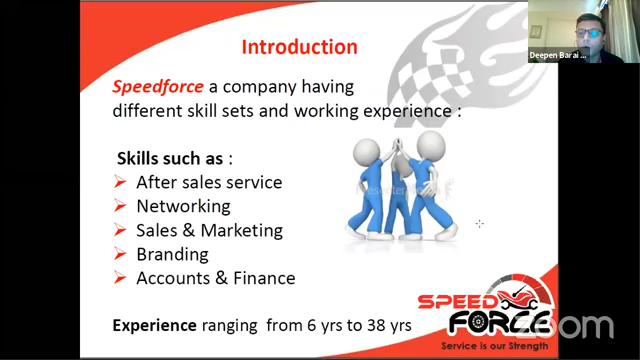 Introduction
Deepen Barai ...
Speedforce a company having
different skill sets and working experience :
Skills such as :
After sales service
Networking
Sales & Marketing
Branding
Accounts & Finance
Experience ranging from 6 yrs to 38 yrs
SPEED
FORCE
Service is our Strength
zoom